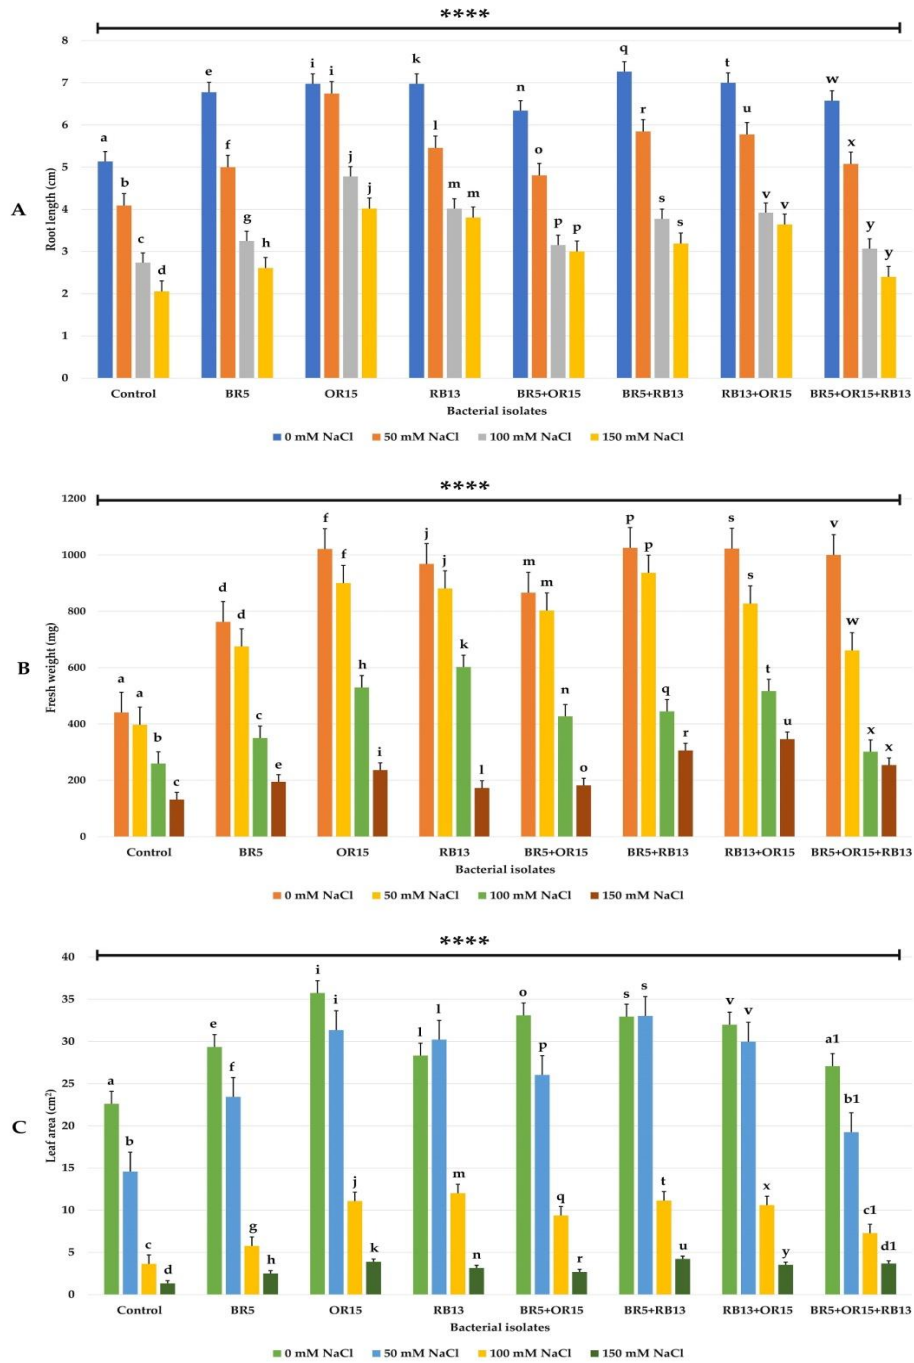 ****
8
7
6
5
4
3
2
1
0
A
Root length (cm)
a b c d
e f g h
i i j j
k l m m
n o p p
q r s s
t u v v
w x y y
Control BR5 OR15 RB13 BR5+OR15 BR5+RB13 RB13+OR15 BR5+OR15+RB13
Bacterial isolates
0 mM NaCl 50 mM NaCl 100 mM NaCl 150 mM NaCl
****
1200
1000
800
600
400
200
0
B
Fresh weight (mg)
a a b c
d d c e
f f h i
j j k l
m m n o
p p q r
s s t u
v w x x
Control BR5 OR15 RB13 BR5+OR15 BR5+RB13 RB13+OR15 BR5+OR15+RB13
Bacterial isolates
0 mM NaCl 50 mM NaCl 100 mM NaCl 150 mM NaCl
****
40
35
30
25
20
15
10
5
0
C
Leaf area (cm²)
a b c d
e f g h
i i j k
l l m n
o p q r
s s t u
v v x y
a1 b1 c1 d1
Control BR5 OR15 RB13 BR5+OR15 BR5+RB13 RB13+OR15 BR5+OR15+RB13
Bacterial isolates
0 mM NaCl 50 mM NaCl 100 mM NaCl 150 mM NaCl